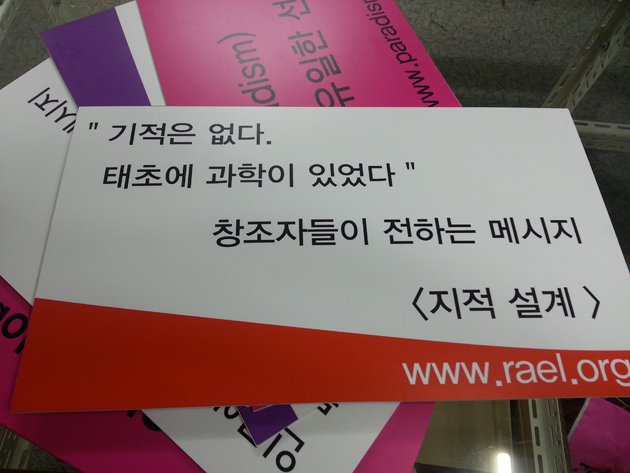 " 기적은 없다.
태초에 과학이 있었다 "
창조자들이 전하는 메시지
〈지적 설계 〉
www.rael.org
유일한
www.paradism
adism)